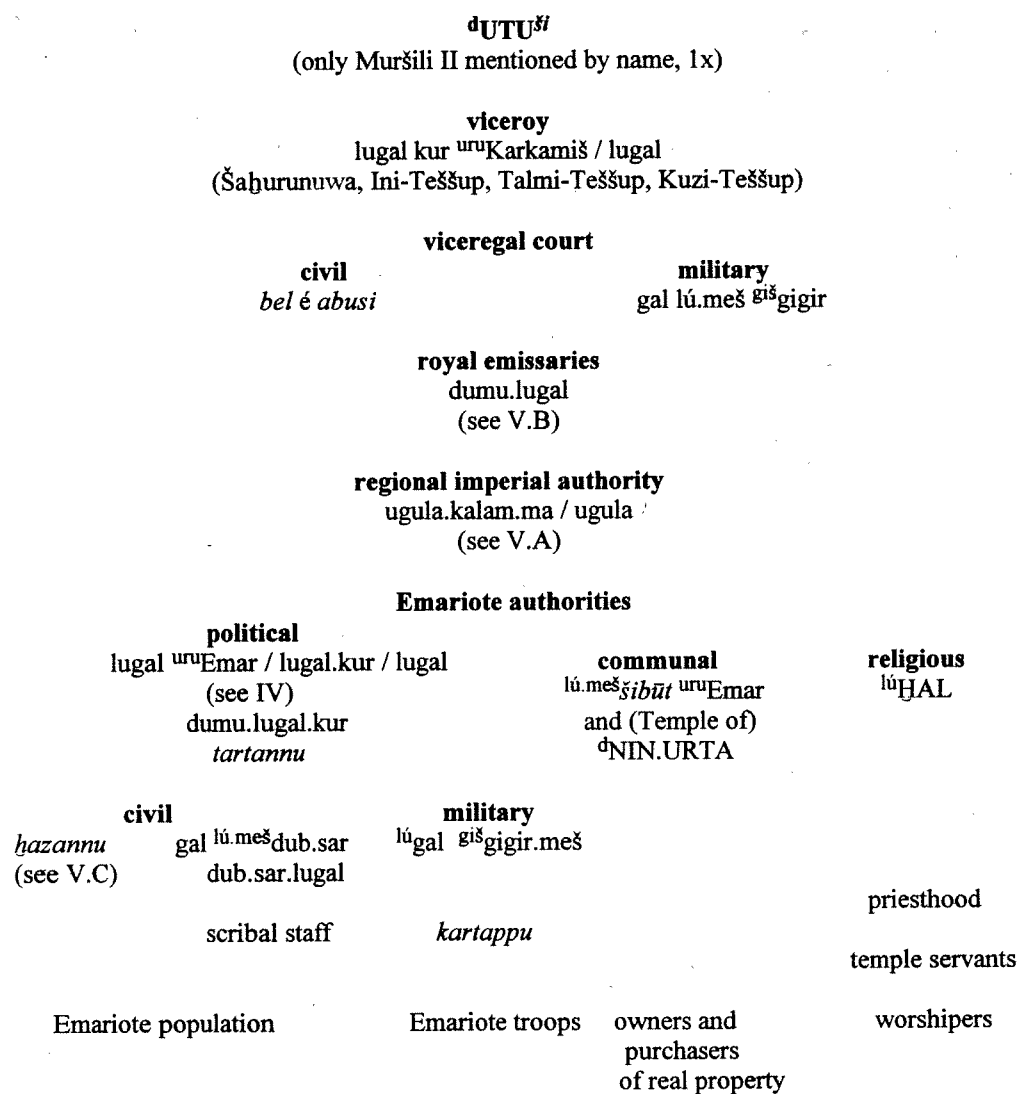 ᵈUTUˢⁱ
(only Muršili II mentioned by name, 1x)
viceroy
lugal kur ᵘʳᵘKarkamiš / lugal
(Šaḫurunuwa, Ini-Teššup, Talmi-Teššup, Kuzi-Teššup)
viceregal court
civil military
bel é abusi gal lú.meš ᵍⁱˢ̌gigir
royal emissaries
dumu.lugal
(see V.B)
regional imperial authority
ugula.kalam.ma / ugula
(see V.A)
Emariote authorities
political
lugal ᵘʳᵘEmar / lugal.kur / lugal communal religious
(see IV) ˡú.ᵐᵉˢ̌šibūt ᵘʳᵘEmar ˡúḪAL
dumu.lugal.kur and (Temple of)
tartannu ᵈNIN.URTA
civil military
ḫazannu gal ˡú.ᵐᵉˢ̌dub.sar ˡúgal ᵍⁱˢ̌gigir.meš
(see V.C) dub.sar.lugal
priesthood
scribal staff kartappu
temple servants
Emariote population Emariote troops owners and worshipers
purchasers
of real property